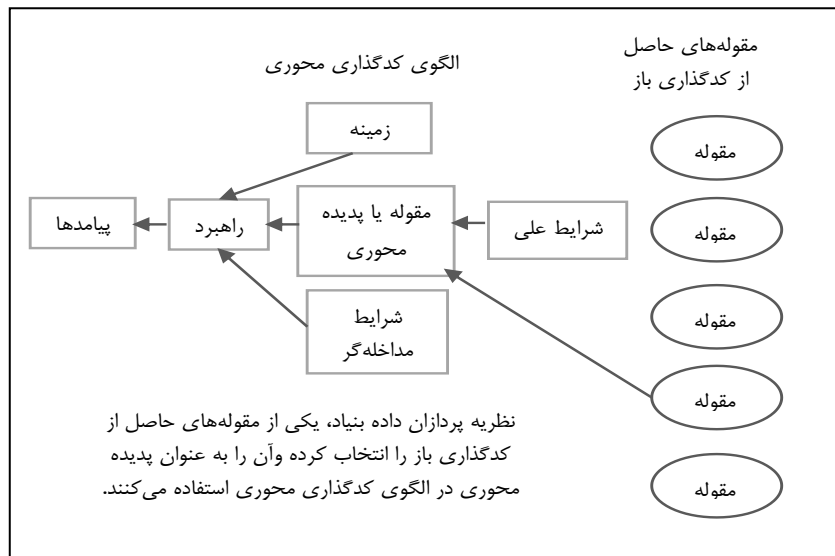 مقوله‌های حاصل
از کدگذاری باز
الگوی کدگذاری محوری
مقوله
مقوله
مقوله
مقوله
مقوله
زمینه
شرایط علی
مقوله یا پدیده
محوری
راهبرد
پیامدها
شرایط
مداخله‌گر
نظریه پردازان داده بنیاد، یکی از مقوله‌های حاصل از
کدگذاری باز را انتخاب کرده وآن را به عنوان پدیده
محوری در الگوی کدگذاری محوری استفاده می‌کنند.